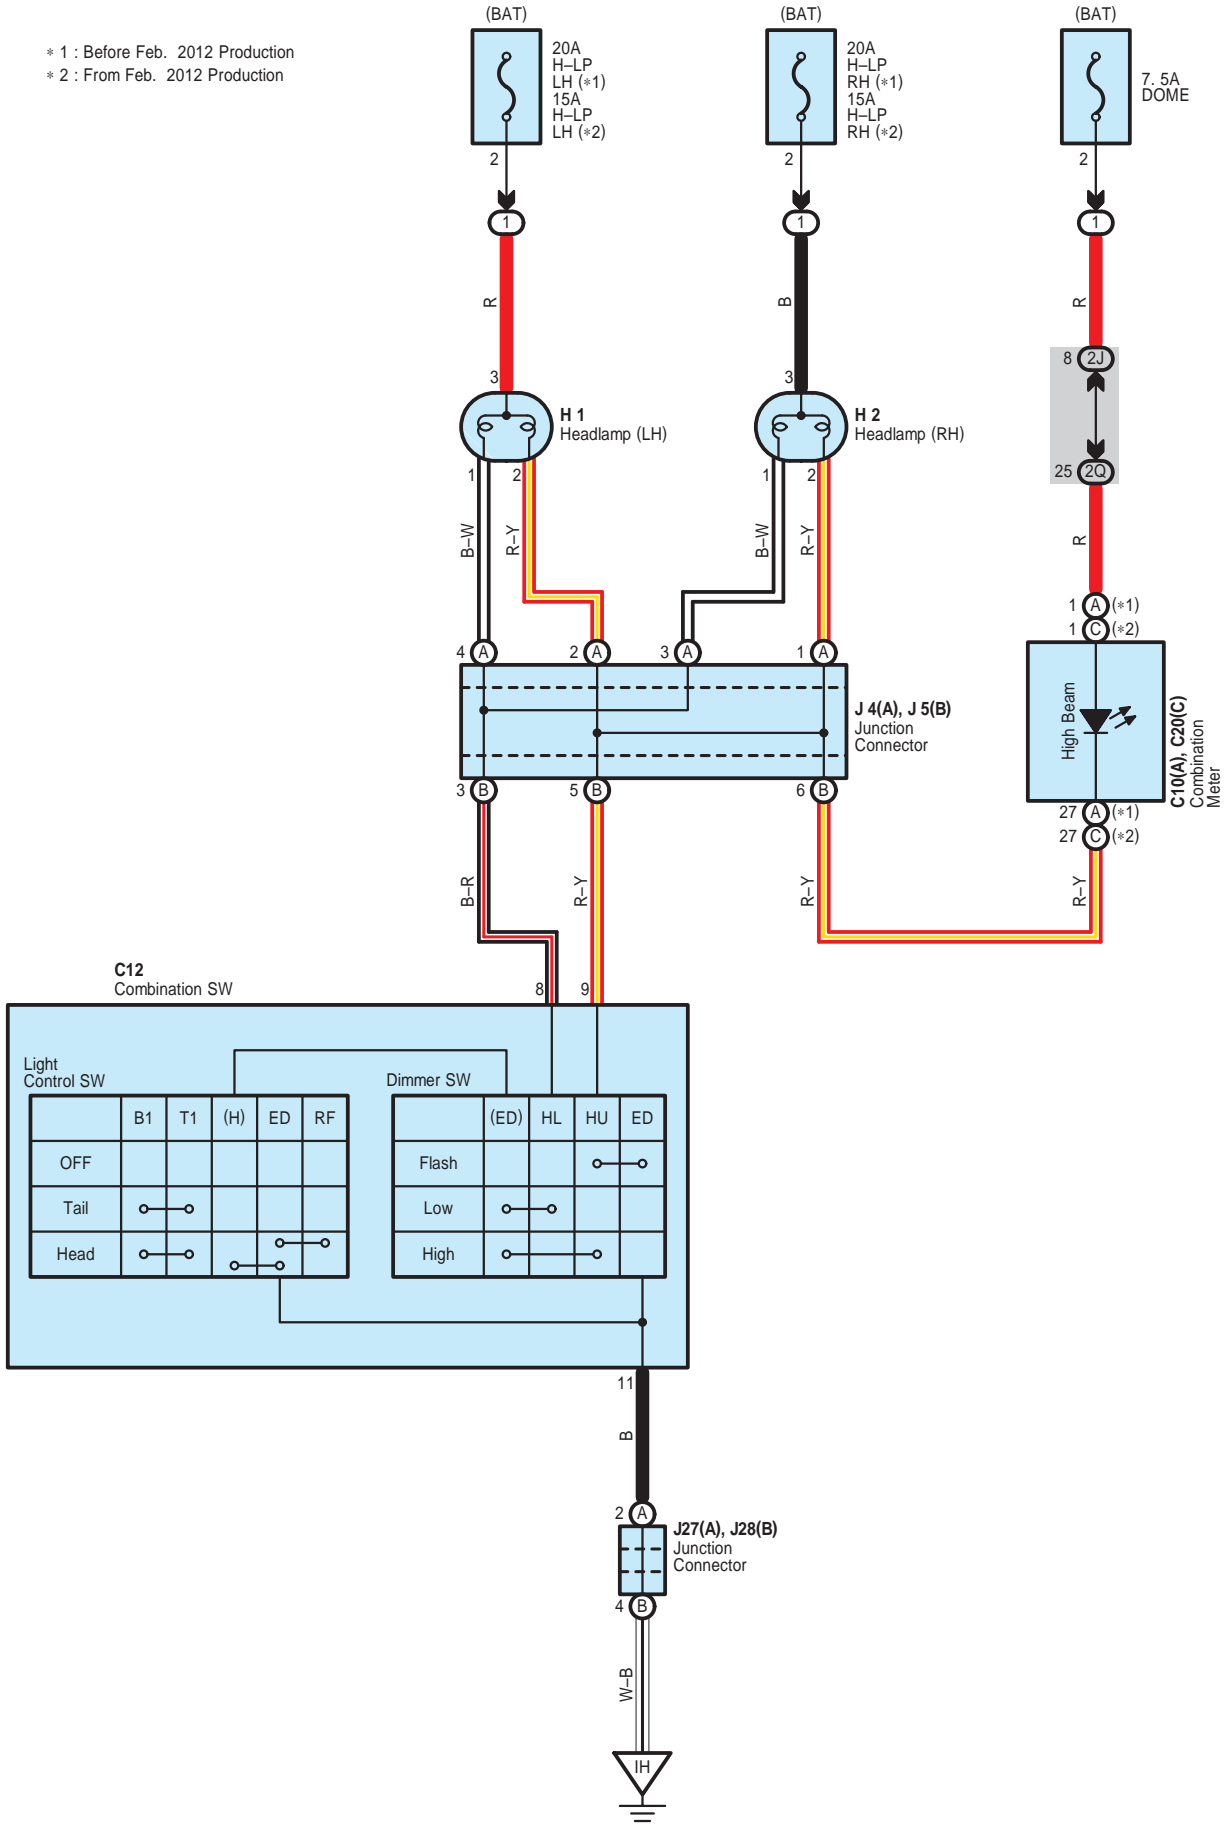 (BAT)
(BAT)
(BAT)
∗ 1 : Before Feb. 2012 Production
∗ 2 : From Feb. 2012 Production
20A
H–LP
LH (∗1)
15A
H–LP
LH (∗2)
20A
H–LP
RH (∗1)
15A
H–LP
RH (∗2)
7. 5A
DOME
2
2
2
1
1
1
R
B
R
8 2J
3
3
H 1
Headlamp (LH)
H 2
Headlamp (RH)
25 2Q
1
2
1
2
B–W
R–Y
B–W
R–Y
R
1 A (∗1)
1 C (∗2)
4 A
2 A
3 A
1 A
J 4(A), J 5(B)
Junction
Connector
High Beam
C10(A), C20(C)
Combination
Meter
3 B
5 B
6 B
27 A (∗1)
27 C (∗2)
B–R
R–Y
R–Y
R–Y
C12
Combination SW
8
9
Light
Control SW
Dimmer SW
B1 T1 (H) ED RF
OFF
Tail
Head
(ED) HL HU ED
Flash
Low
High
11
B
2 A
J27(A), J28(B)
Junction
Connector
4 B
W–B
IH